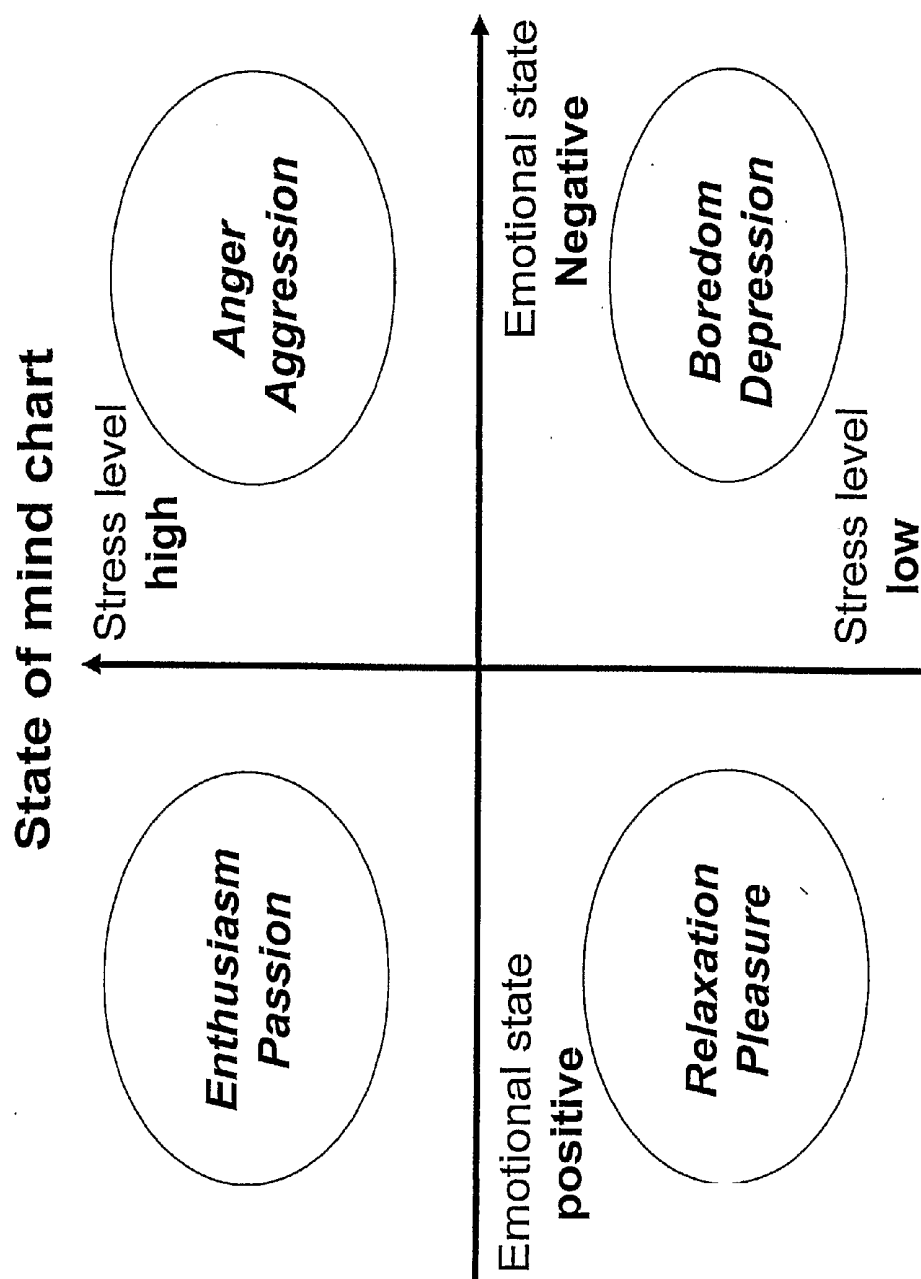 State of mind chart
Stress level
high
Enthusiasm
Passion
Anger
Aggression
Emotional state
positive
Emotional state
Negative
Relaxation
Pleasure
Boredom
Depression
Stress level
low